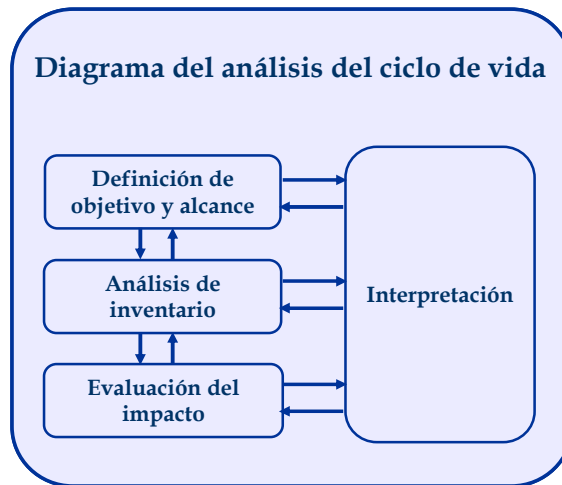 Diagrama del análisis del ciclo de vida
Definición de
objetivo y alcance
Análisis de
inventario
Evaluación del
impacto
Interpretación